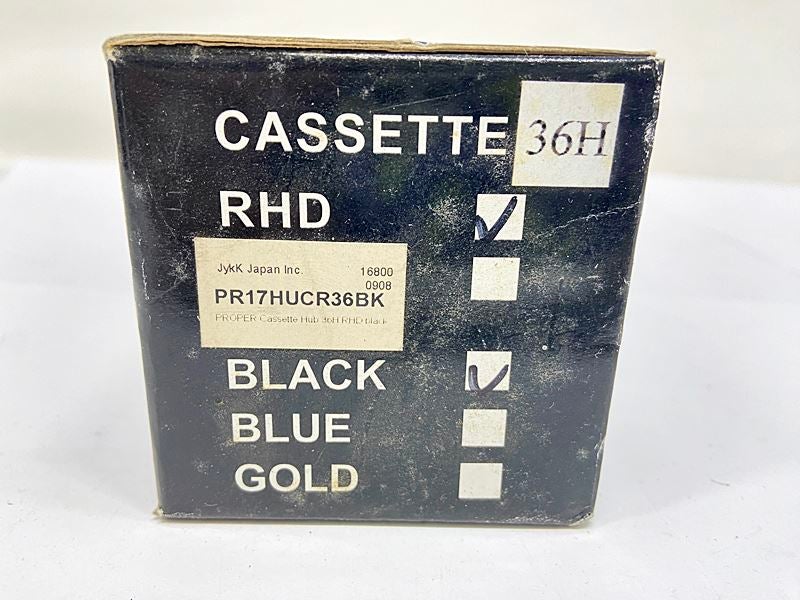 CASSETTE 36H
RHD
JykK Japan Inc. 16800
0908
PR17HUCR36BK
PROPER Cassette Hub 36H RHD black
BLACK
BLUE
GOLD